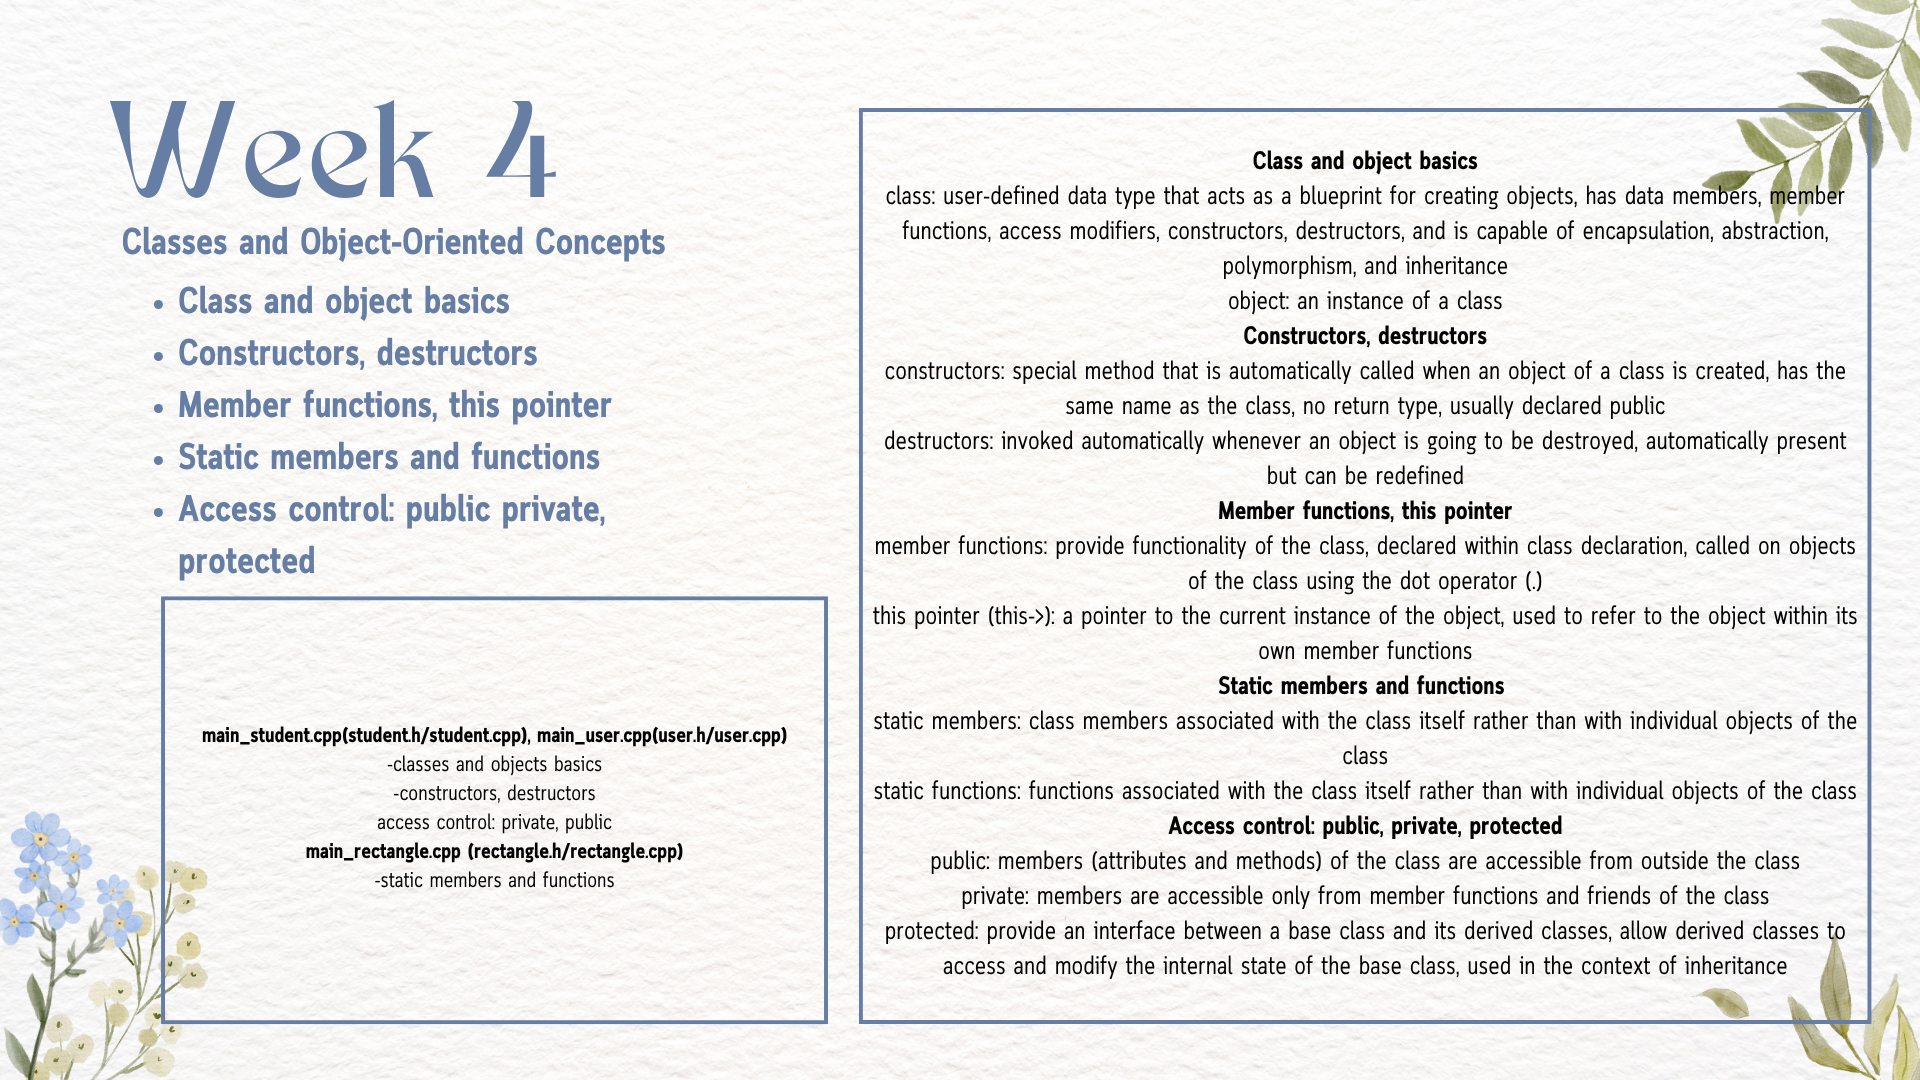 Week 4
Classes and Object-Oriented Concepts
• Class and object basics
• Constructors, destructors
• Member functions, this pointer
• Static members and functions
• Access control: public private,
protected
main_student.cpp(student.h/student.cpp), main_user.cpp(user.h/user.cpp)
-classes and objects basics
-constructors, destructors
access control: private, public
main_rectangle.cpp (rectangle.h/rectangle.cpp)
-static members and functions
Class and object basics
class: user-defined data type that acts as a blueprint for creating objects, has data members, member
functions, access modifiers, constructors, destructors, and is capable of encapsulation, abstraction,
polymorphism, and inheritance
object: an instance of a class
Constructors, destructors
constructors: special method that is automatically called when an object of a class is created, has the
same name as the class, no return type, usually declared public
destructors: invoked automatically whenever an object is going to be destroyed, automatically present
but can be redefined
Member functions, this pointer
member functions: provide functionality of the class, declared within class declaration, called on objects
of the class using the dot operator (.)
this pointer (this->): a pointer to the current instance of the object, used to refer to the object within its
own member functions
Static members and functions
static members: class members associated with the class itself rather than with individual objects of the
class
static functions: functions associated with the class itself rather than with individual objects of the class
Access control: public, private, protected
public: members (attributes and methods) of the class are accessible from outside the class
private: members are accessible only from member functions and friends of the class
protected: provide an interface between a base class and its derived classes, allow derived classes to
access and modify the internal state of the base class, used in the context of inheritance